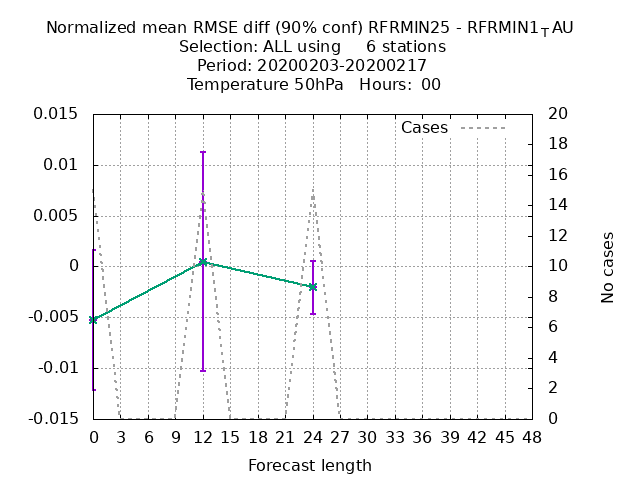 Normalized mean RMSE diff (90% conf) RFRMIN25 - RFRMIN1TAU
Selection: ALL using 6 stations
Period: 20200203-20200217
Temperature 50hPa Hours: 00
Cases
0.015
0.01
0.005
0
-0.005
-0.01
-0.015
20
18
16
14
12
10
8
6
4
2
0
No cases
0 3 6 9 12 15 18 21 24 27 30 33 36 39 42 45 48
Forecast length